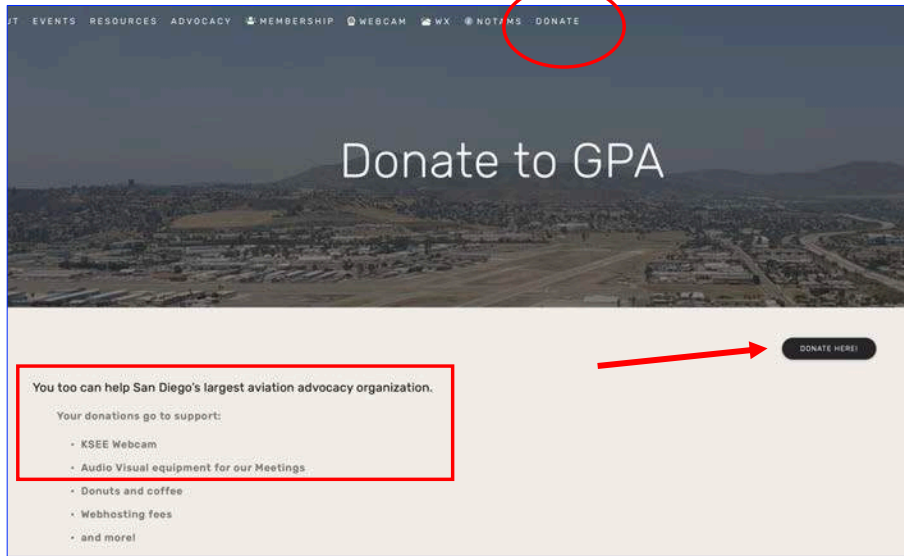 EVENTS RESOURCES ADVOCACY MEMBERSHIP WEBCAM WX NOTAMS DONATE
Donate to GPA
DONATE HERE!
You too can help San Diego's largest aviation advocacy organization.
Your donations go to support:
• KSEE Webcam
• Audio Visual equipment for our Meetings
• Donuts and coffee
• Webhosting fees
• and more!